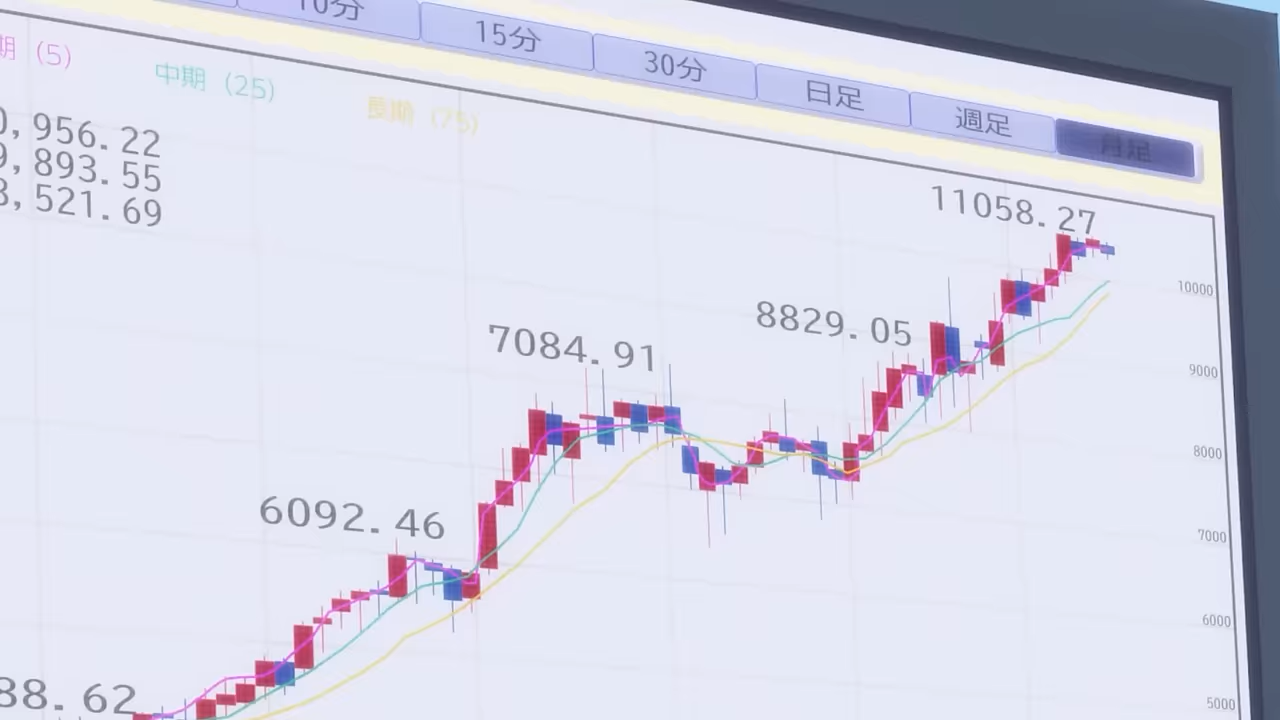 10分
15分
30分
日足
週足
月足
期 (5)
中期 (25)
長期 (75)
,956.22
,893.55
,521.69
11058.27
8829.05
7084.91
6092.46
88.62
10000
9000
8000
7000
6000
5000